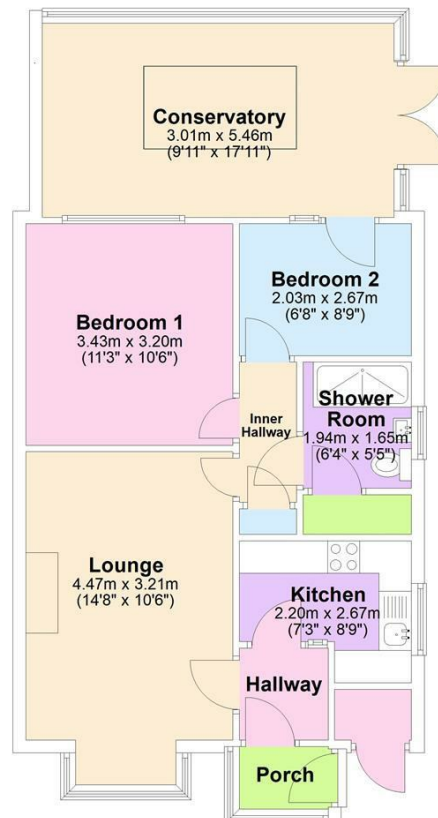 Conservatory
3.01m x 5.46m
(9'11" x 17'11")
Bedroom 1
3.43m x 3.20m
(11'3" x 10'6")
Bedroom 2
2.03m x 2.67m
(6'8" x 8'9")
Inner
Hallway
Shower
Room
1.94m x 1.65m
(6'4" x 5'5")
Lounge
4.47m x 3.21m
(14'8" x 10'6")
Kitchen
2.20m x 2.67m
(7'3" x 8'9")
Hallway
Porch